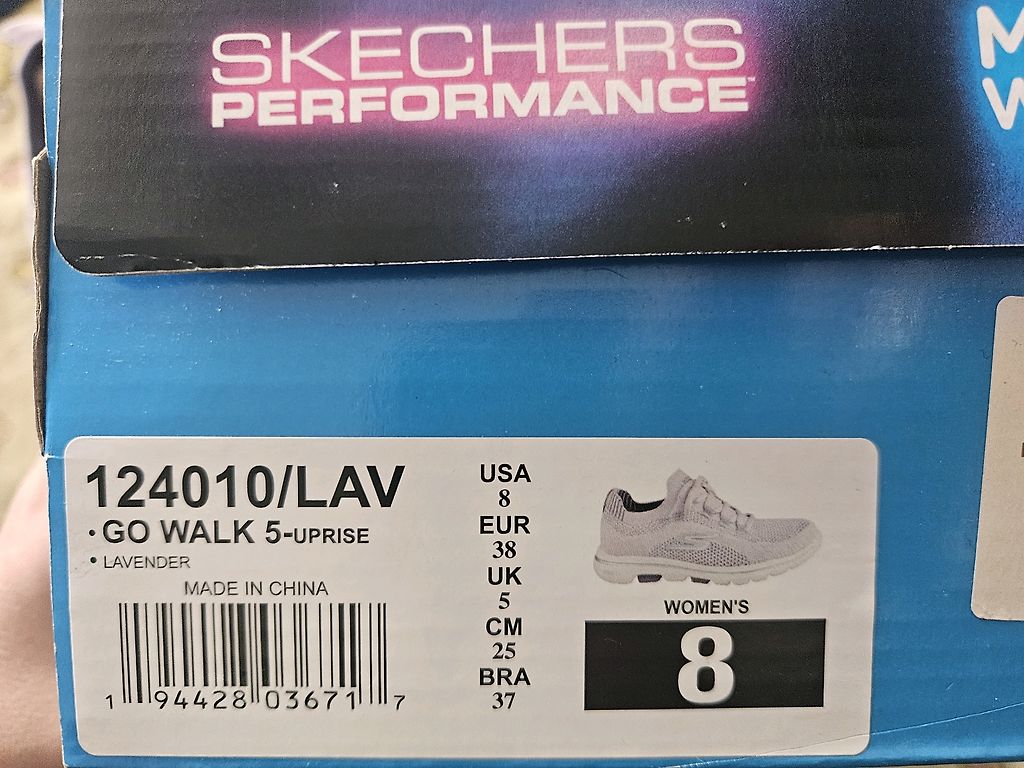 SKECHERS
PERFORMANCE™
124010/LAV
• GO WALK 5-UPRISE
• LAVENDER
MADE IN CHINA
1 94428 03671 7
USA
8
EUR
38
UK
5
CM
25
BRA
37
WOMEN'S
8